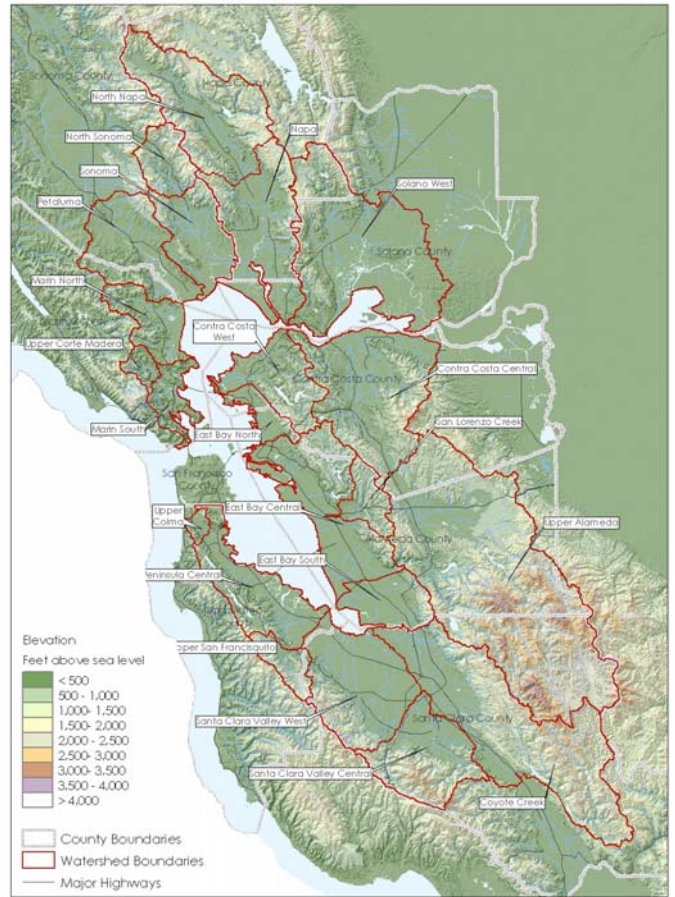 Sonoma County
Napa County
North Napa
North Sonoma
Napa
Sonoma
Solano West
Petaluma
Solano County
Marin North
Contra Costa
West
Upper Corte Madera
Contra Costa County
Contra Costa Central
Marin South
San Lorenzo Creek
East Bay North
San Francisco
County
East Bay Central
Upper
Colma
Upper Alameda
Alameda County
East Bay South
Peninsula Central
County
Elevation
Feet above sea level
< 500
500 - 1,000
1,000- 1,500
1,500- 2,000
2,000 - 2,500
2,500- 3,000
3,000- 3,500
3,500 - 4,000
> 4,000
pper San Francisquito
Santa Clara Valley West
Santa Clara County
Santa Clara Valley Central
Coyote Creek
County Boundaries
Watershed Boundaries
Major Highways